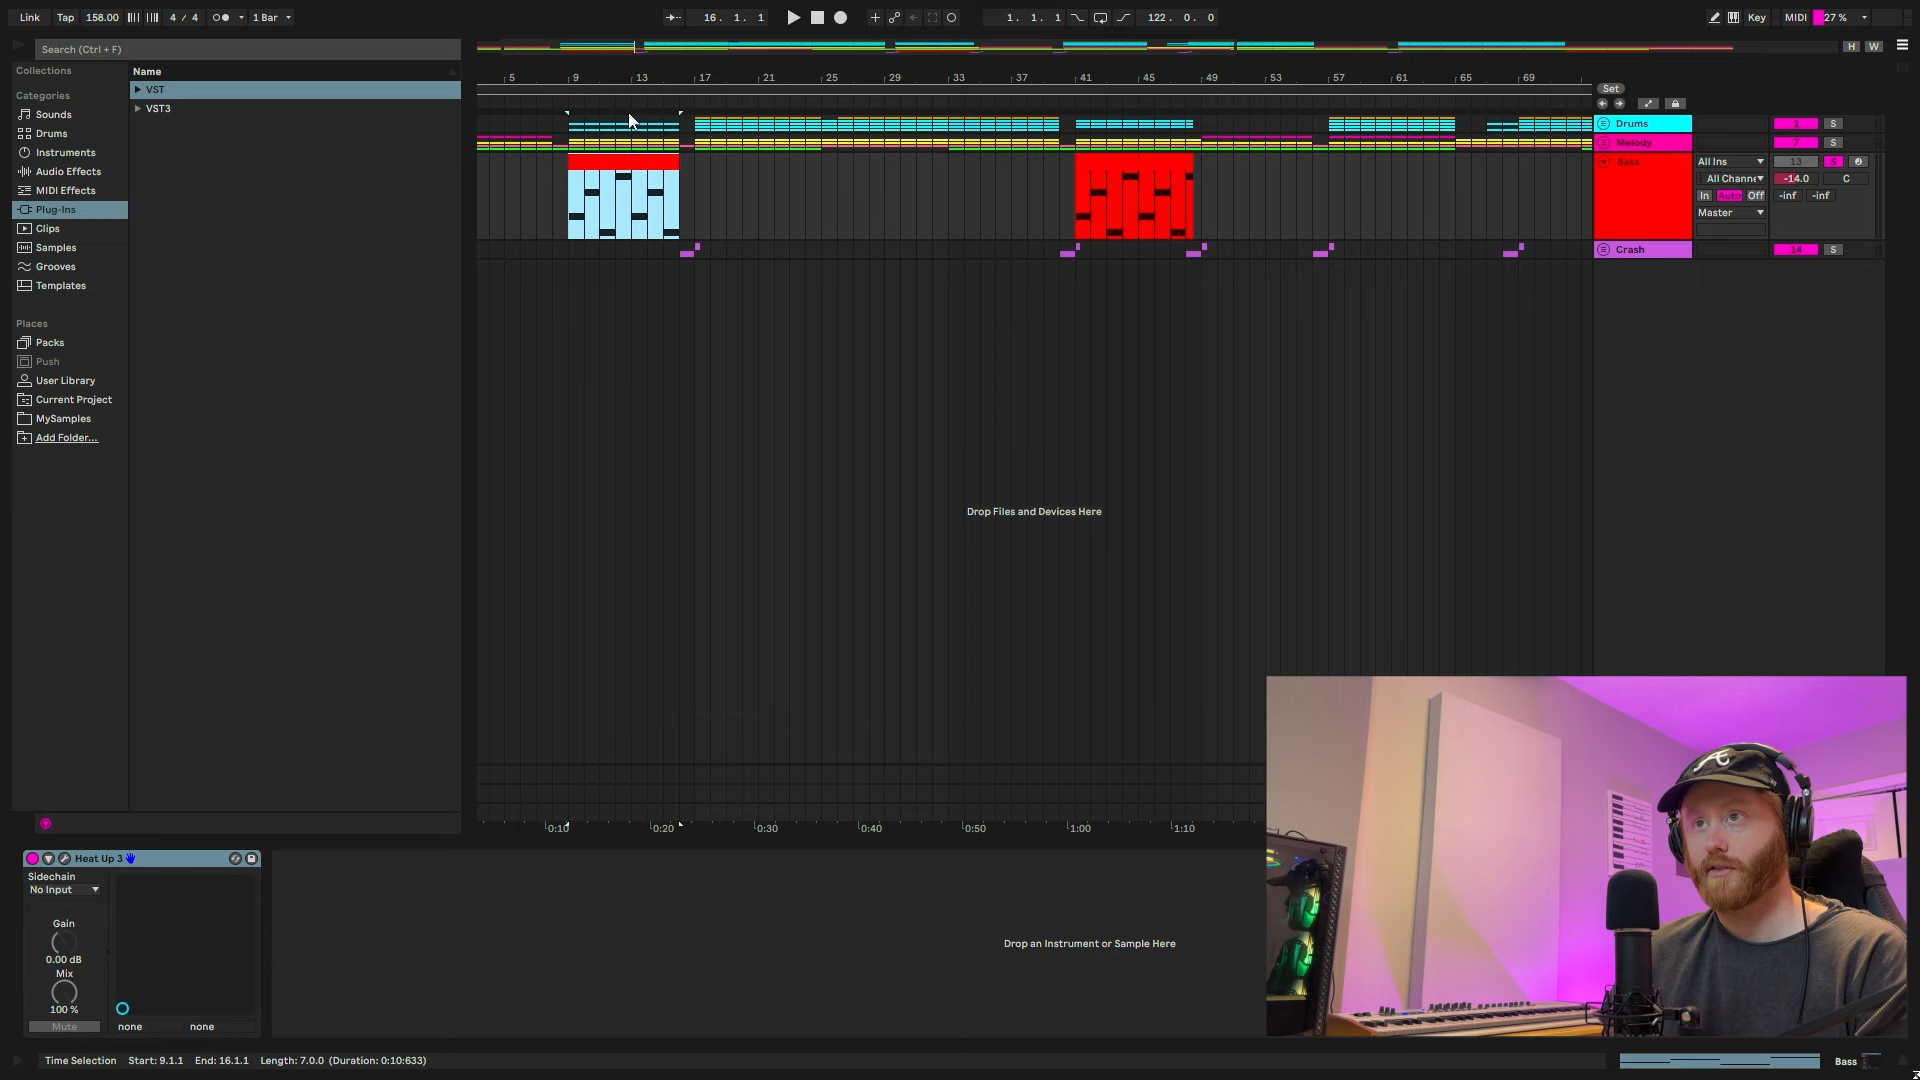 Link Tap 158.00 4 / 4 1 Bar 16. 1. 1 1. 1. 1 122. 0. 0 Key MIDI 27 %
Search (Ctrl + F)
H W
Collections
Name
Categories
VST
VST3
Sounds
Drums
Instruments
Audio Effects
MIDI Effects
Plug-Ins
Clips
Samples
Grooves
Templates
Places
Packs
Push
User Library
Current Project
MySamples
Add Folder...
5 9 13 17 21 25 29 33 37 41 45 49 53 57 61 65 69
Set
Drums 1 S
Melody 7 S
Bass All Ins 13 S
All Channe -14.0 C
In Auto Off -inf -inf
Master
Crash 14 S
Drop Files and Devices Here
0:10 0:20 0:30 0:40 0:50 1:00 1:10
Heat Up 3
Sidechain
No Input
Gain
0.00 dB
Mix
100 %
Mute
none none
Drop an Instrument or Sample Here
Time Selection Start: 9.1.1 End: 16.1.1 Length: 7.0.0 (Duration: 0:10:633)
Bass